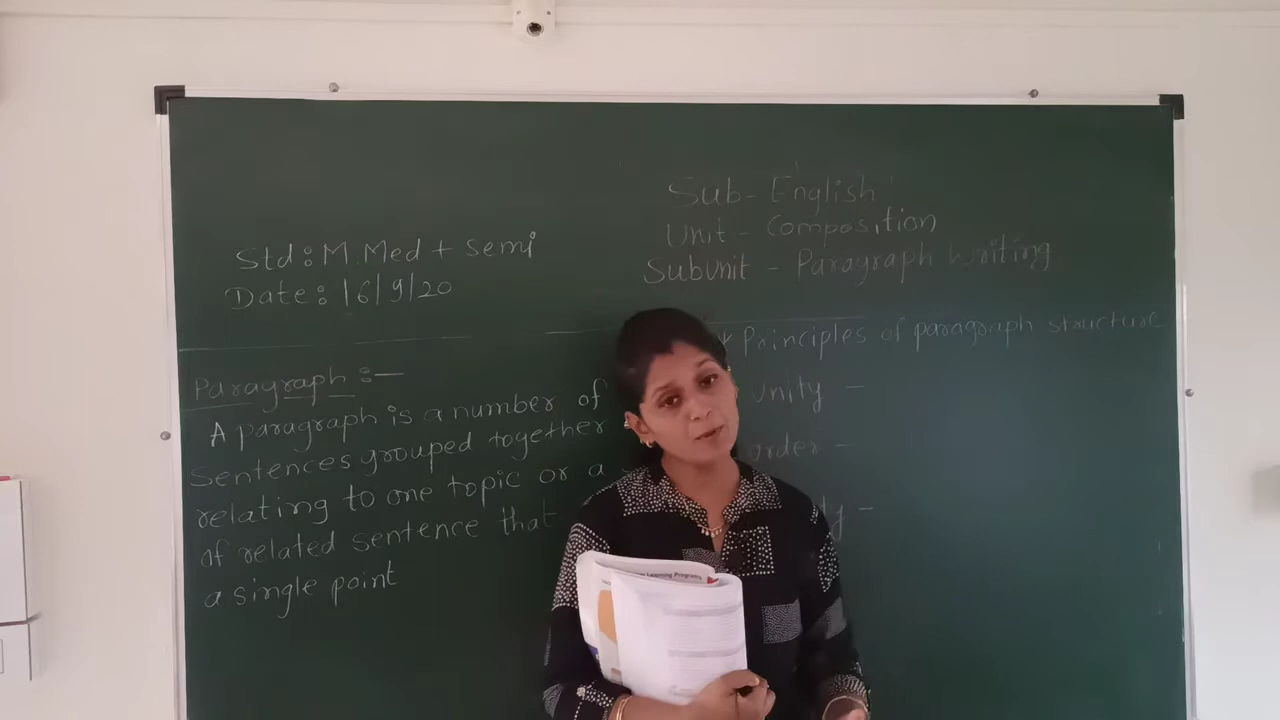 Sub- English
Unit - Composition
SubUnit - Paragraph Writing
Std: M. Med + Semi
Date: 16/9/20
Paragraph :-
A paragraph is a number of
Sentences grouped together
relating to one topic or a
of related sentence that
a single point
* Principles of paragraph structure
Unity -
order -
Learning Programs